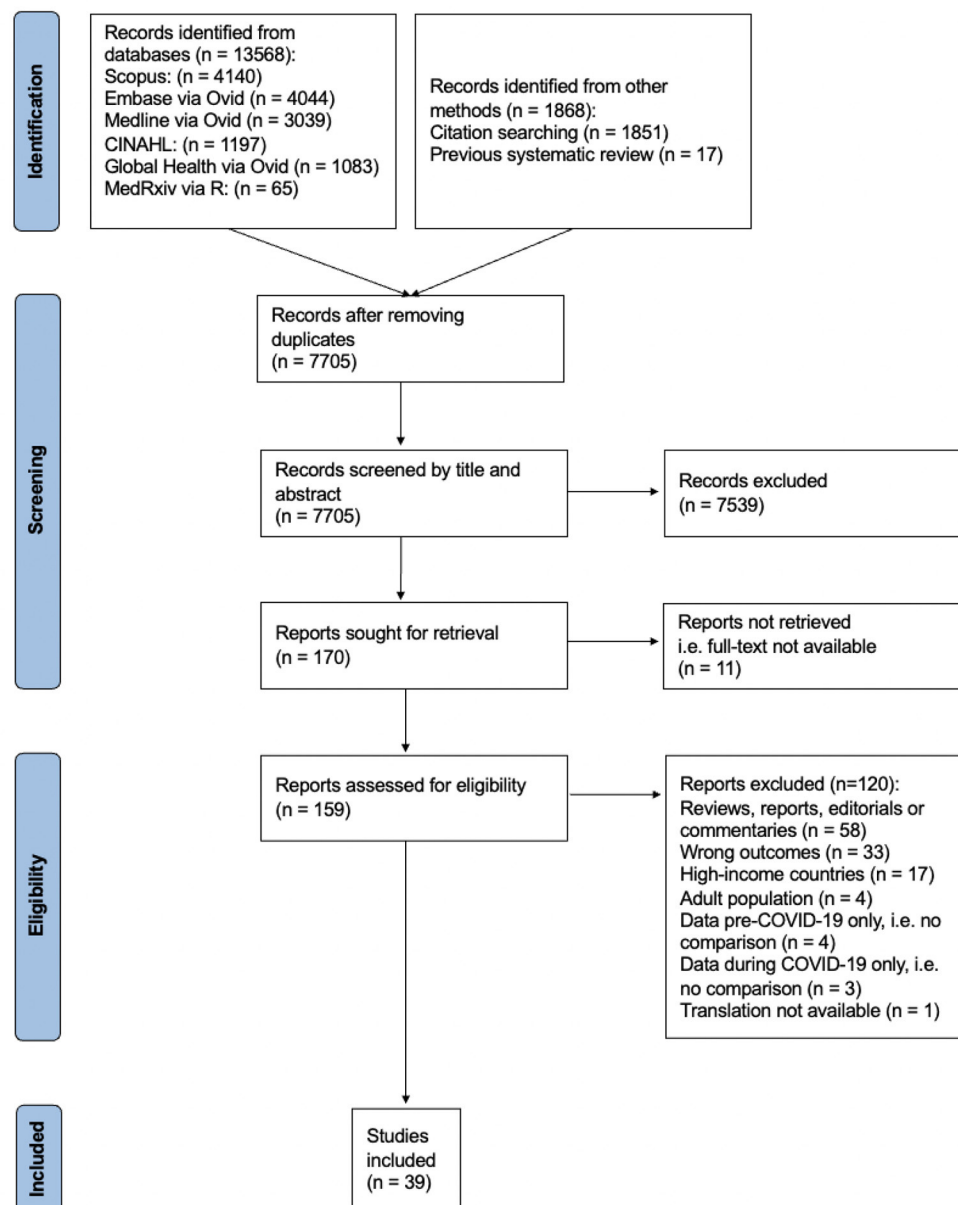 Identification
Records identified from
databases (n = 13568):
Scopus: (n = 4140)
Embase via Ovid (n = 4044)
Medline via Ovid (n = 3039)
CINAHL: (n = 1197)
Global Health via Ovid (n = 1083)
MedRxiv via R: (n = 65)
Records identified from other
methods (n = 1868):
Citation searching (n = 1851)
Previous systematic review (n = 17)
Screening
Records after removing
duplicates
(n = 7705)
Records screened by title and
abstract
(n = 7705)
Records excluded
(n = 7539)
Reports sought for retrieval
(n = 170)
Reports not retrieved
i.e. full-text not available
(n = 11)
Eligibility
Reports assessed for eligibility
(n = 159)
Reports excluded (n=120):
Reviews, reports, editorials or
commentaries (n = 58)
Wrong outcomes (n = 33)
High-income countries (n = 17)
Adult population (n = 4)
Data pre-COVID-19 only, i.e. no
comparison (n = 4)
Data during COVID-19 only, i.e.
no comparison (n = 3)
Translation not available (n = 1)
Included
Studies
included
(n = 39)